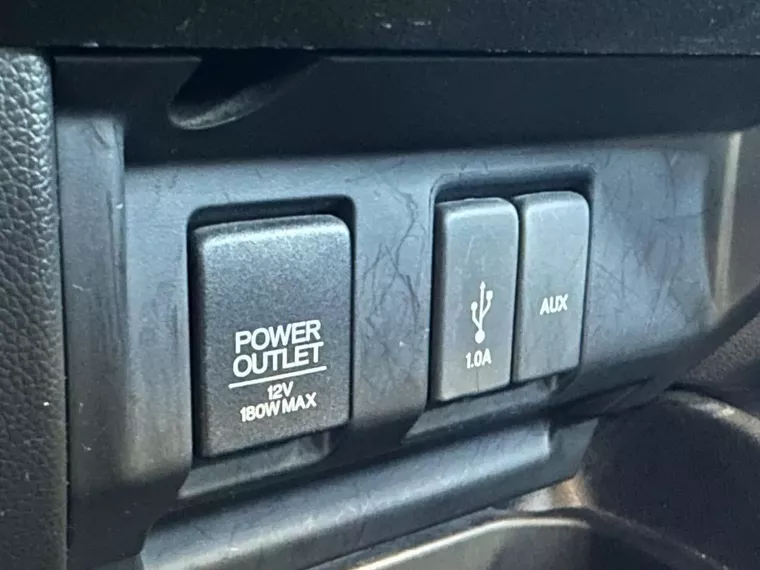 POWER
OUTLET
12V
180W MAX
1.0A
AUX